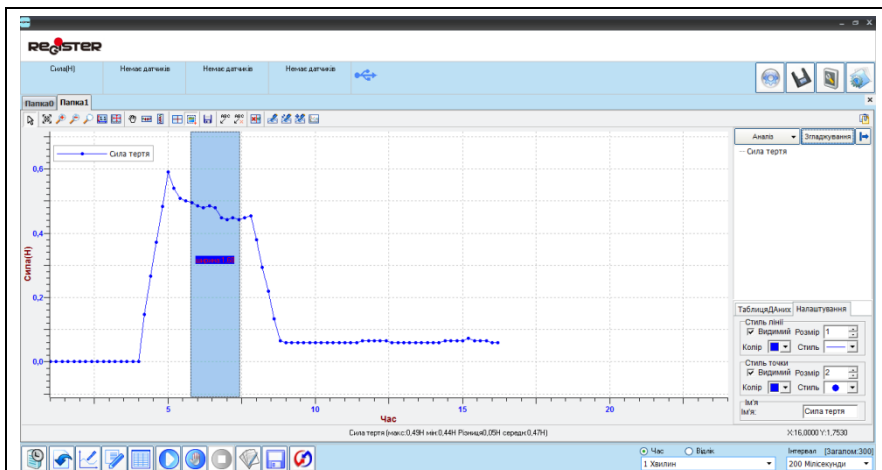 REGISTER
Сила(Н) Немає датчиків Немає датчиків Немає датчиків
Папка0 Папка1
Аналіз Згладжування
Сила тертя
Сила тертя
0,6
0,4
0,2
0,0
Сила(Н)
5 10 15 20
Час
Сила тертя (макс:0,49Н мін:0,44Н Різниця0,05Н середн:0,47Н)
X:16,0000 Y:1,7530
ТаблицяДАних Налаштування
Стиль лінії
Видимий Розмір 1
Колір Стиль
Стиль точки
Видимий Розмір 2
Колір Стиль
Ім'я
Ім'я: Сила тертя
Час Відлік Інтервал [Загалом:300]
1 Хвилин 200 Мілісекунди